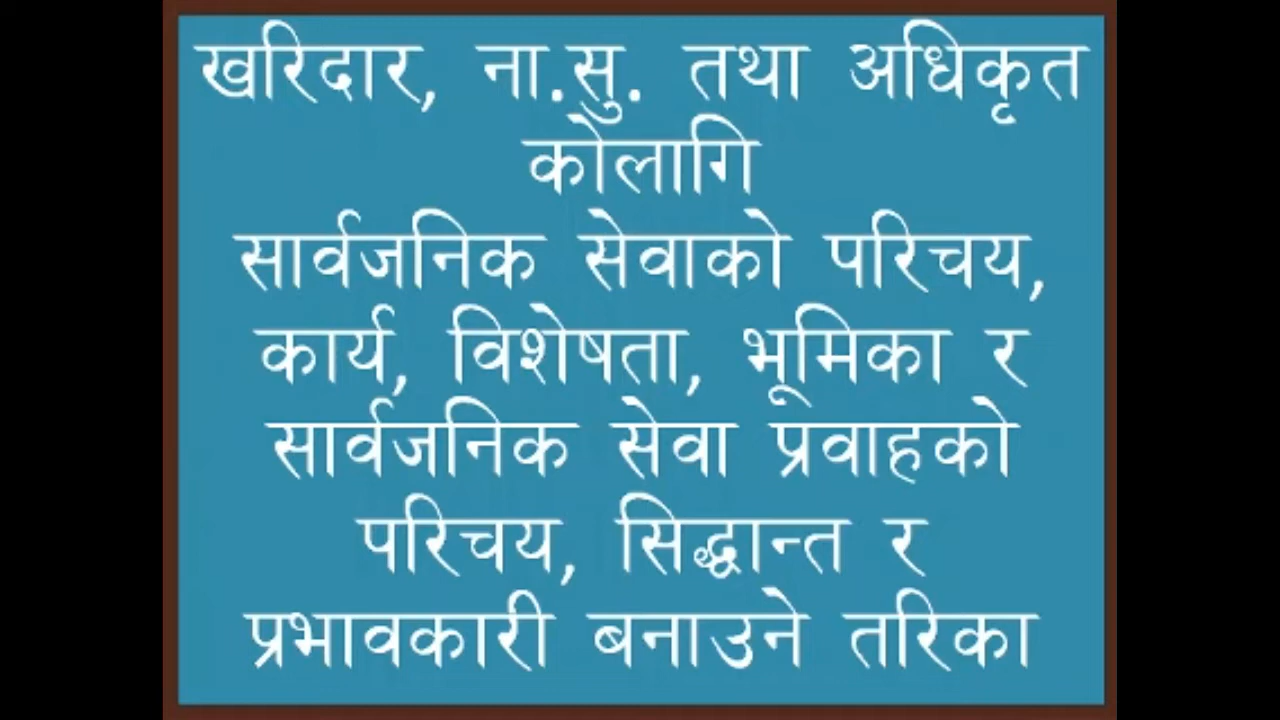 खरिदार, ना.सु. तथा अधिकृत
कोलागि
सार्वजनिक सेवाको परिचय,
कार्य, विशेषता, भूमिका र
सार्वजनिक सेवा प्रवाहको
परिचय, सिद्धान्त र
प्रभावकारी बनाउने तरिका